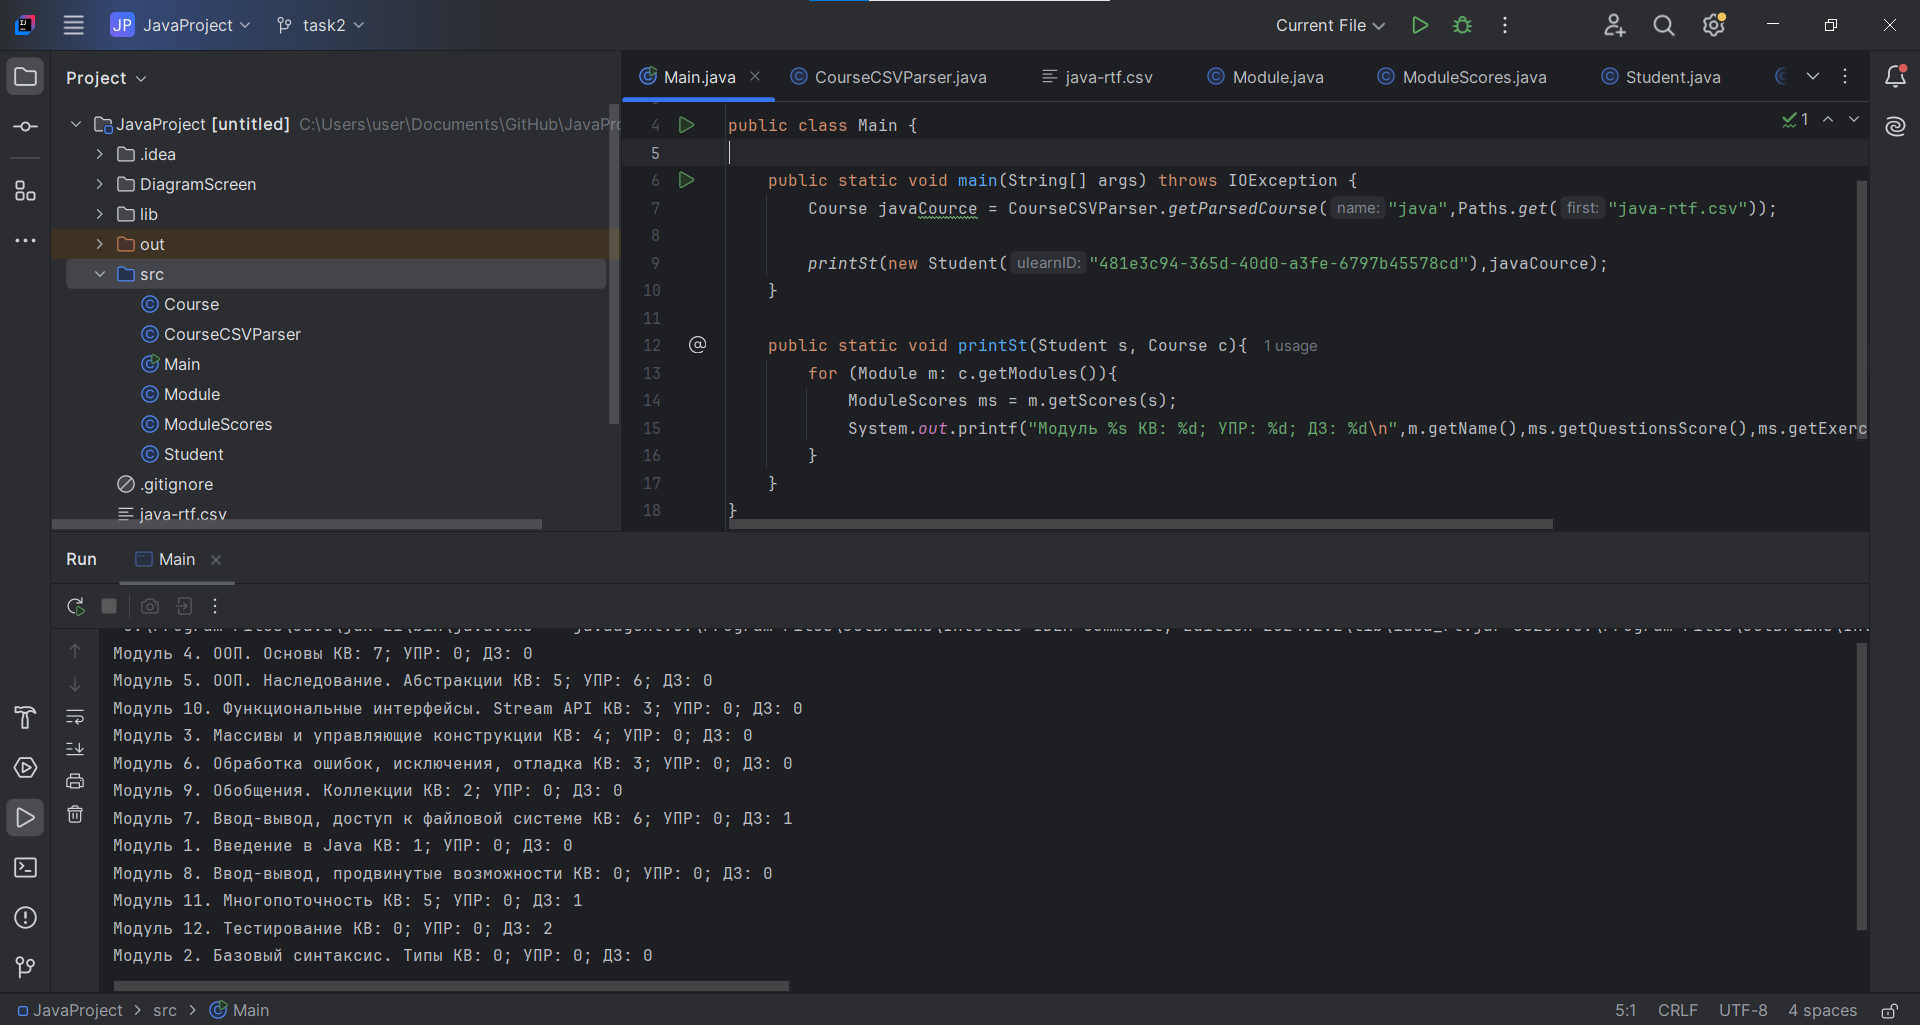 JP JavaProject task2 Current File
Project
Main.java CourseCSVParser.java java-rtf.csv Module.java ModuleScores.java Student.java
JavaProject [untitled] C:\Users\user\Documents\GitHub\JavaPr
.idea
DiagramScreen
lib
out
src
Course
CourseCSVParser
Main
Module
ModuleScores
Student
.gitignore
java-rtf.csv
1
4 public class Main {
5
6 public static void main(String[] args) throws IOException {
7 Course javaCource = CourseCSVParser.getParsedCourse( name: "java",Paths.get( first: "java-rtf.csv"));
8
9 printSt(new Student( ulearnID: "481e3c94-365d-40d0-a3fe-6797b45578cd"),javaCource);
10 }
11
12 public static void printSt(Student s, Course c){ 1 usage
13 for (Module m: c.getModules()){
14 ModuleScores ms = m.getScores(s);
15 System.out.printf("Модуль %s КВ: %d; УПР: %d; ДЗ: %d\n",m.getName(),ms.getQuestionsScore(),ms.getExerc
16 }
17 }
18 }
Run Main
Модуль 4. ООП. Основы КВ: 7; УПР: 0; ДЗ: 0
Модуль 5. ООП. Наследование. Абстракции КВ: 5; УПР: 6; ДЗ: 0
Модуль 10. Функциональные интерфейсы. Stream API КВ: 3; УПР: 0; ДЗ: 0
Модуль 3. Массивы и управляющие конструкции КВ: 4; УПР: 0; ДЗ: 0
Модуль 6. Обработка ошибок, исключения, отладка КВ: 3; УПР: 0; ДЗ: 0
Модуль 9. Обобщения. Коллекции КВ: 2; УПР: 0; ДЗ: 0
Модуль 7. Ввод-вывод, доступ к файловой системе КВ: 6; УПР: 0; ДЗ: 1
Модуль 1. Введение в Java КВ: 1; УПР: 0; ДЗ: 0
Модуль 8. Ввод-вывод, продвинутые возможности КВ: 0; УПР: 0; ДЗ: 0
Модуль 11. Многопоточность КВ: 5; УПР: 0; ДЗ: 1
Модуль 12. Тестирование КВ: 0; УПР: 0; ДЗ: 2
Модуль 2. Базовый синтаксис. Типы КВ: 0; УПР: 0; ДЗ: 0
JavaProject > src > Main 5:1 CRLF UTF-8 4 spaces